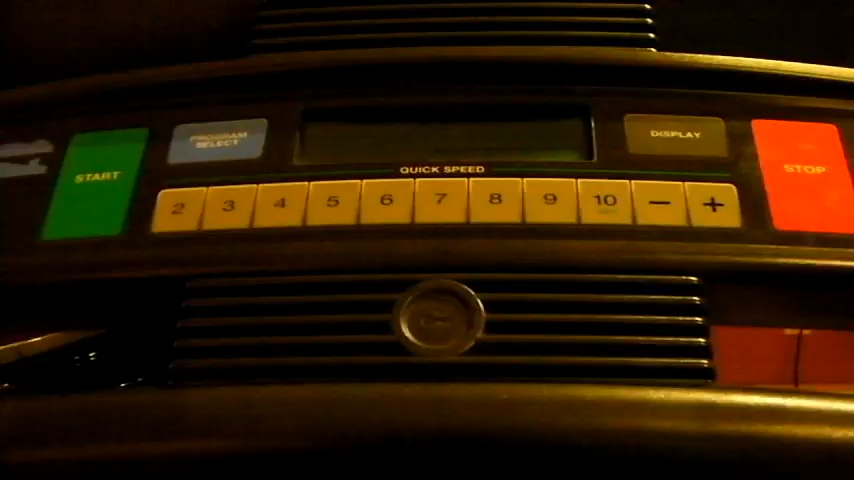 START
PROGRAM
SELECT
DISPLAY
STOP
QUICK SPEED
2 3 4 5 6 7 8 9 10 − +